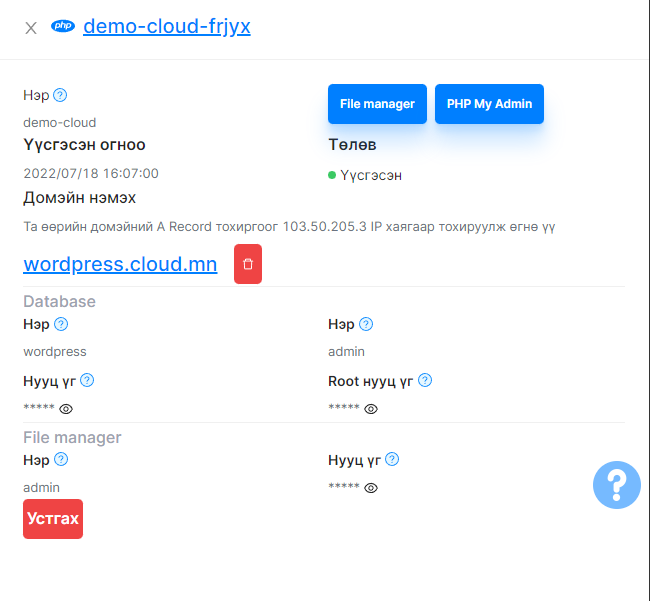 php demo-cloud-frjyx
Нэр
File manager PHP My Admin
demo-cloud
Үүсгэсэн огноо Төлөв
2022/07/18 16:07:00 Үүсгэсэн
Домэйн нэмэх
Та өөрийн домэйний A Record тохиргоог 103.50.205.3 IP хаягаар тохируулж өгнө үү
wordpress.cloud.mn
Database
Нэр ? Нэр ?
wordpress admin
Нууц үг ? Root нууц үг ?
***** *****
File manager
Нэр ? Нууц үг ?
admin *****
Устгах
?